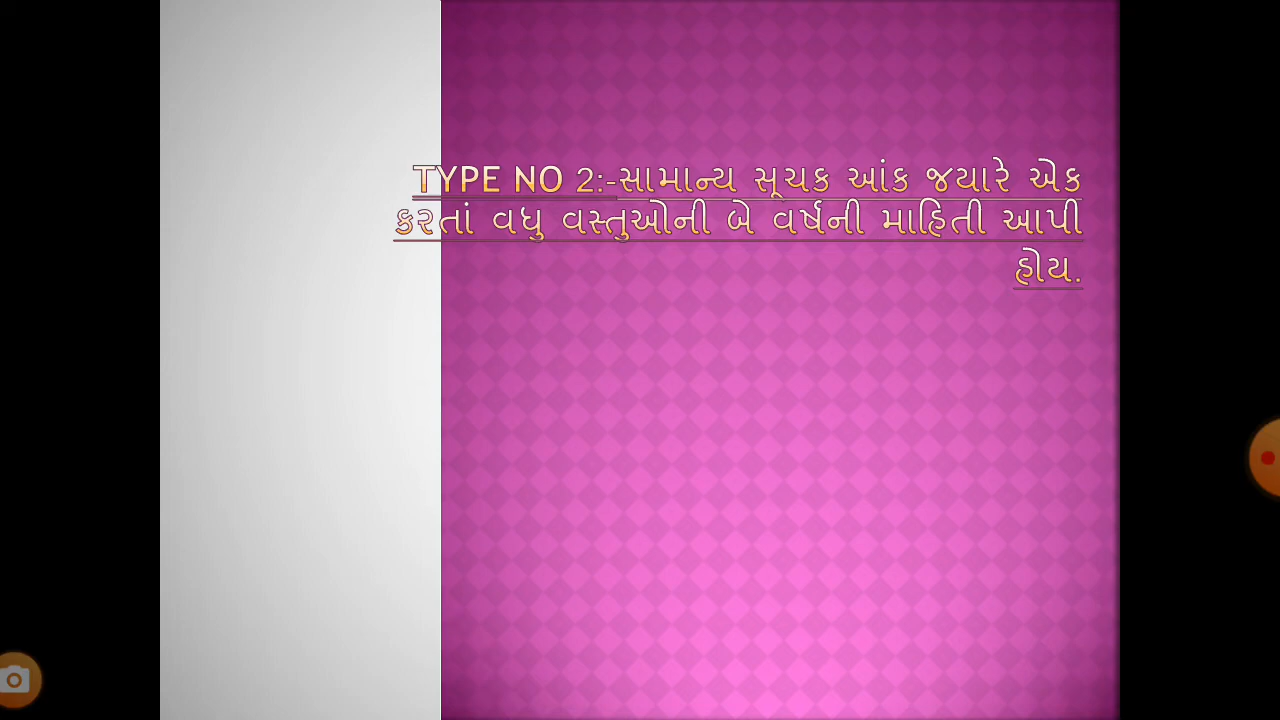 TYPE NO 2:-સામાન્ય સૂચક આંક જયારે એક
કરતાં વધુ વસ્તુઓની બે વર્ષની માહિતી આપી
હોય.